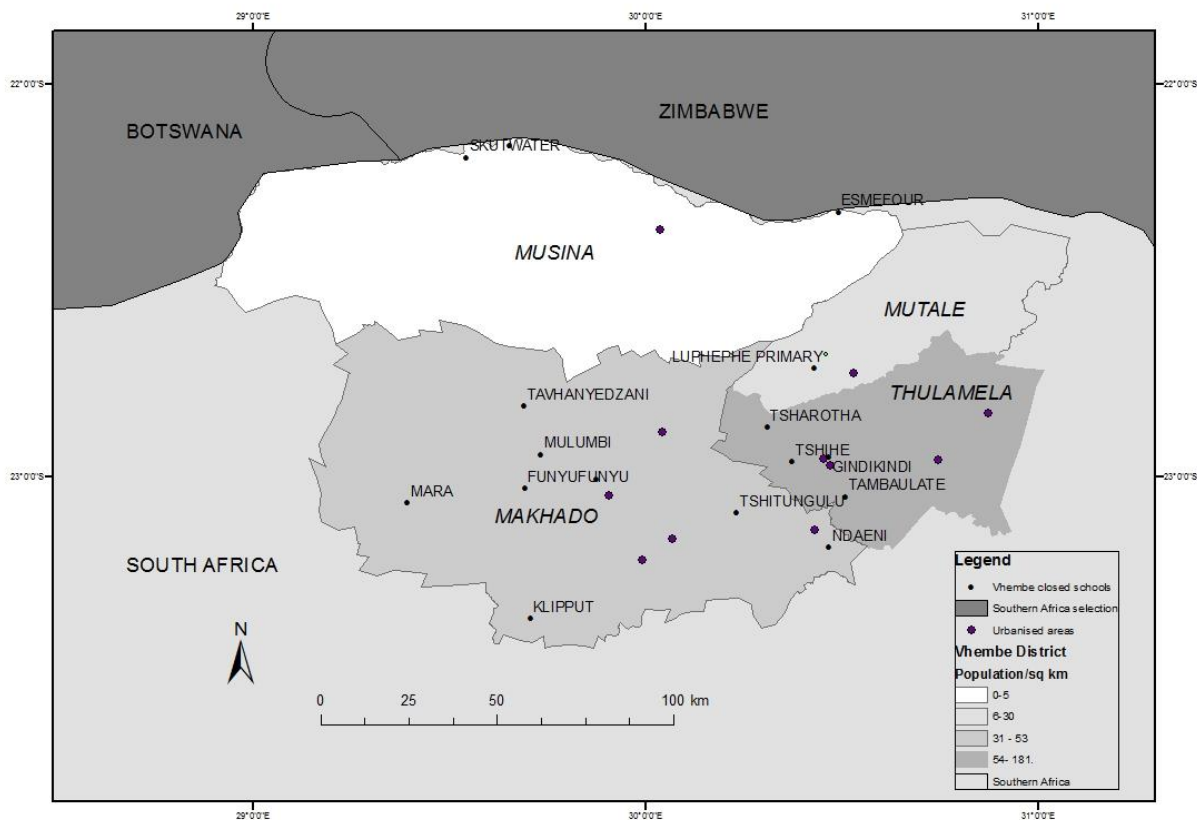 29°0'0"E 30°0'0"E 31°0'0"E
22°0'0"S 22°0'0"S
ZIMBABWE
BOTSWANA
SKUTWATER
ESMEFOUR
MUSINA
MUTALE
LUPHEPHE PRIMARY
TAVHANYEDZANI
THULAMELA
TSHAROTHA
MULUMBI
TSHIHE
GINDIKINDI
23°0'0"S 23°0'0"S
FUNYUFUNYU
TAMBAULATE
MARA
TSHITUNGULU
MAKHADO
NDAENI
SOUTH AFRICA
KLIPPUT
N
0 25 50 100 km
Legend
Vhembe closed schools
Southern Africa selection
Urbanised areas
Vhembe District
Population/sq km
0-5
6-30
31 - 53
54- 181.
Southern Africa
29°0'0"E 30°0'0"E 31°0'0"E